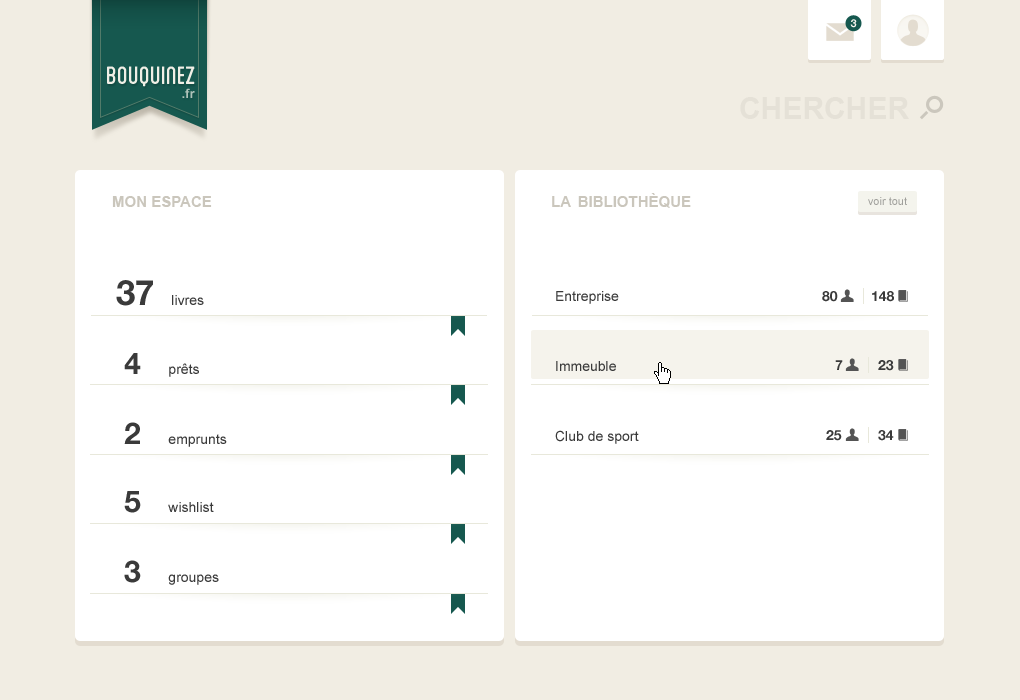 BOUQUINEZ
.fr
3
CHERCHER
MON ESPACE
37 livres
4 prêts
2 emprunts
5 wishlist
3 groupes
LA BIBLIOTHÈQUE voir tout
Entreprise 80 148
Immeuble 7 23
Club de sport 25 34